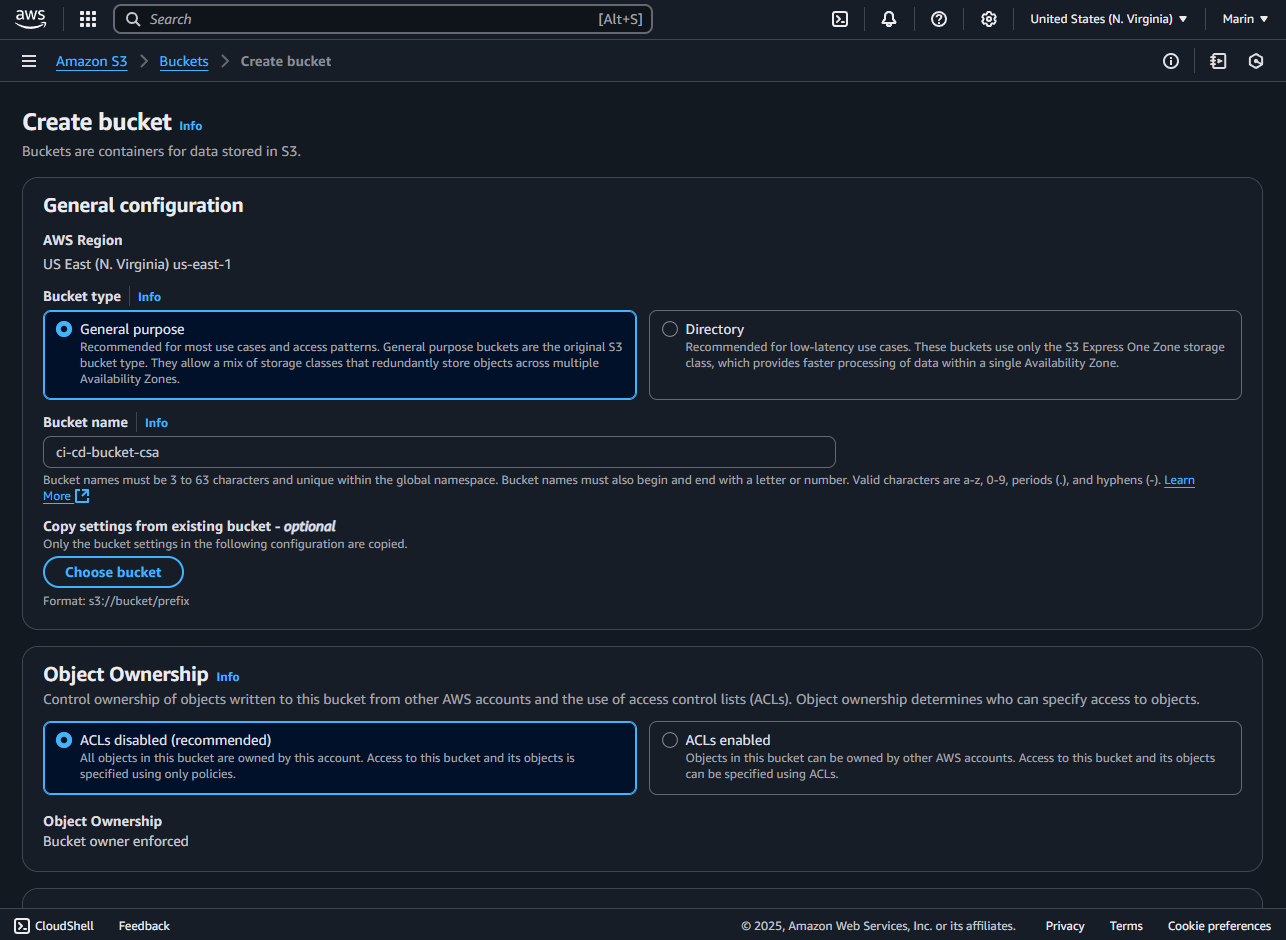 aws
Search [Alt+S]
United States (N. Virginia)
Marin
Amazon S3
Buckets
Create bucket
Create bucket Info
Buckets are containers for data stored in S3.
General configuration
AWS Region
US East (N. Virginia) us-east-1
Bucket type Info
General purpose
Recommended for most use cases and access patterns. General purpose buckets are the original S3
bucket type. They allow a mix of storage classes that redundantly store objects across multiple
Availability Zones.
Directory
Recommended for low-latency use cases. These buckets use only the S3 Express One Zone storage
class, which provides faster processing of data within a single Availability Zone.
Bucket name Info
ci-cd-bucket-csa
Bucket names must be 3 to 63 characters and unique within the global namespace. Bucket names must also begin and end with a letter or number. Valid characters are a-z, 0-9, periods (.), and hyphens (-). Learn
More
Copy settings from existing bucket - optional
Only the bucket settings in the following configuration are copied.
Choose bucket
Format: s3://bucket/prefix
Object Ownership Info
Control ownership of objects written to this bucket from other AWS accounts and the use of access control lists (ACLs). Object ownership determines who can specify access to objects.
ACLs disabled (recommended)
All objects in this bucket are owned by this account. Access to this bucket and its objects is
specified using only policies.
ACLs enabled
Objects in this bucket can be owned by other AWS accounts. Access to this bucket and its objects
can be specified using ACLs.
Object Ownership
Bucket owner enforced
CloudShell
Feedback
© 2025, Amazon Web Services, Inc. or its affiliates.
Privacy
Terms
Cookie preferences